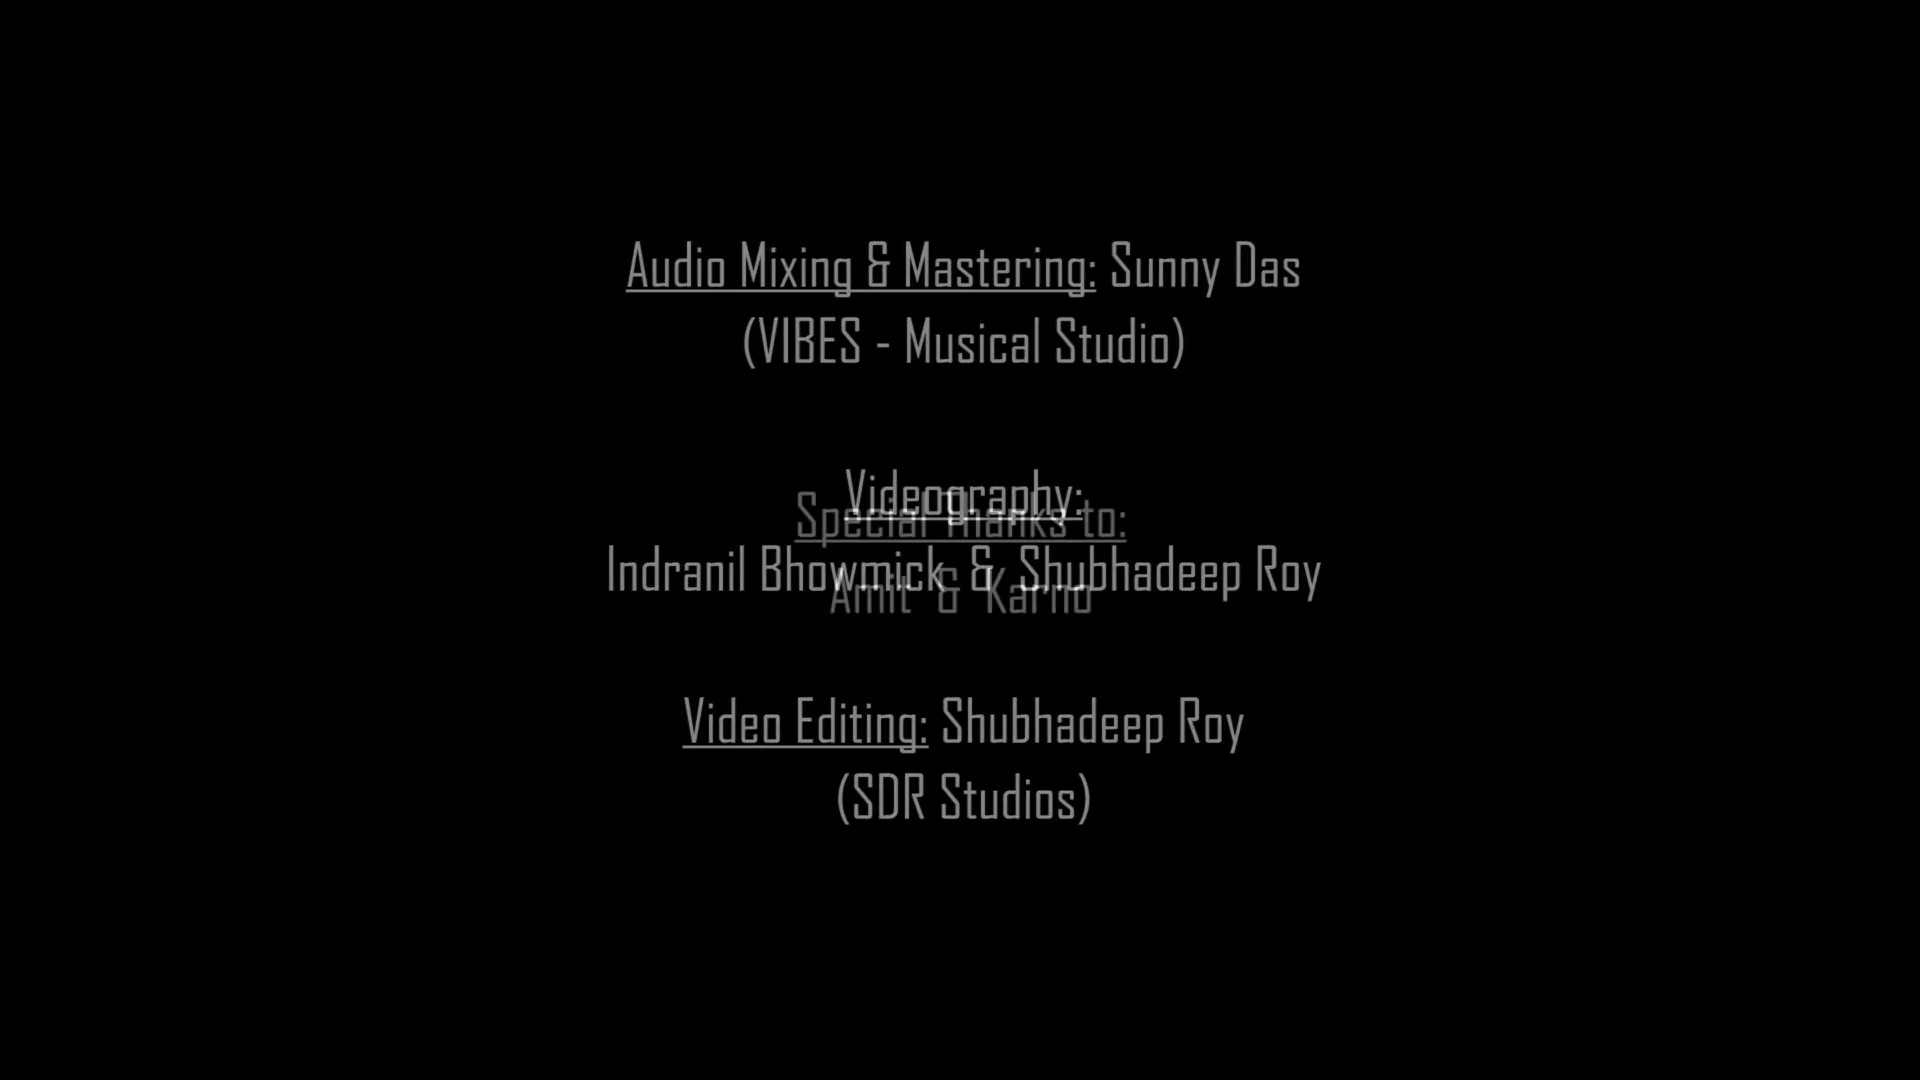 Audio Mixing & Mastering: Sunny Das
(VIBES - Musical Studio)
Videography:
Special Thanks to:
Indranil Bhowmick & Shubhadeep Roy
Amit & Karno
Video Editing: Shubhadeep Roy
(SDR Studios)